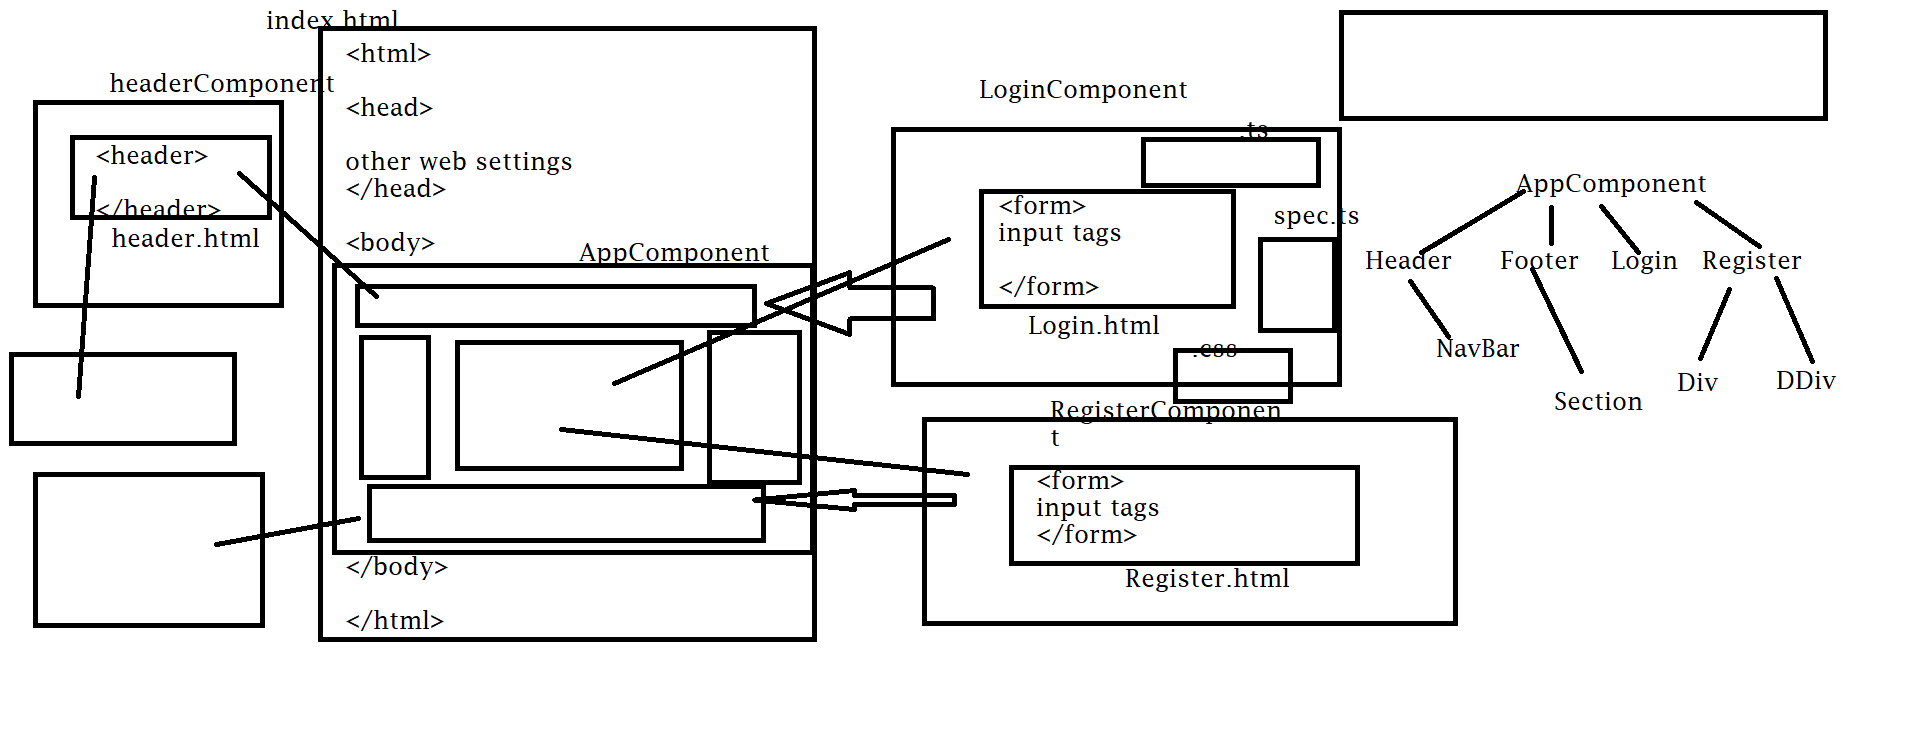 index.html
<html>
<head>
other web settings
</head>
<body>
AppComponent
</body>
</html>
headerComponent
<header>
</header>
header.html
LoginComponent
.ts
<form>
input tags
</form>
Login.html
spec.ts
.css
RegisterComponen
t
<form>
input tags
</form>
Register.html
AppComponent
Header Footer Login Register
NavBar
Section
Div
DDiv